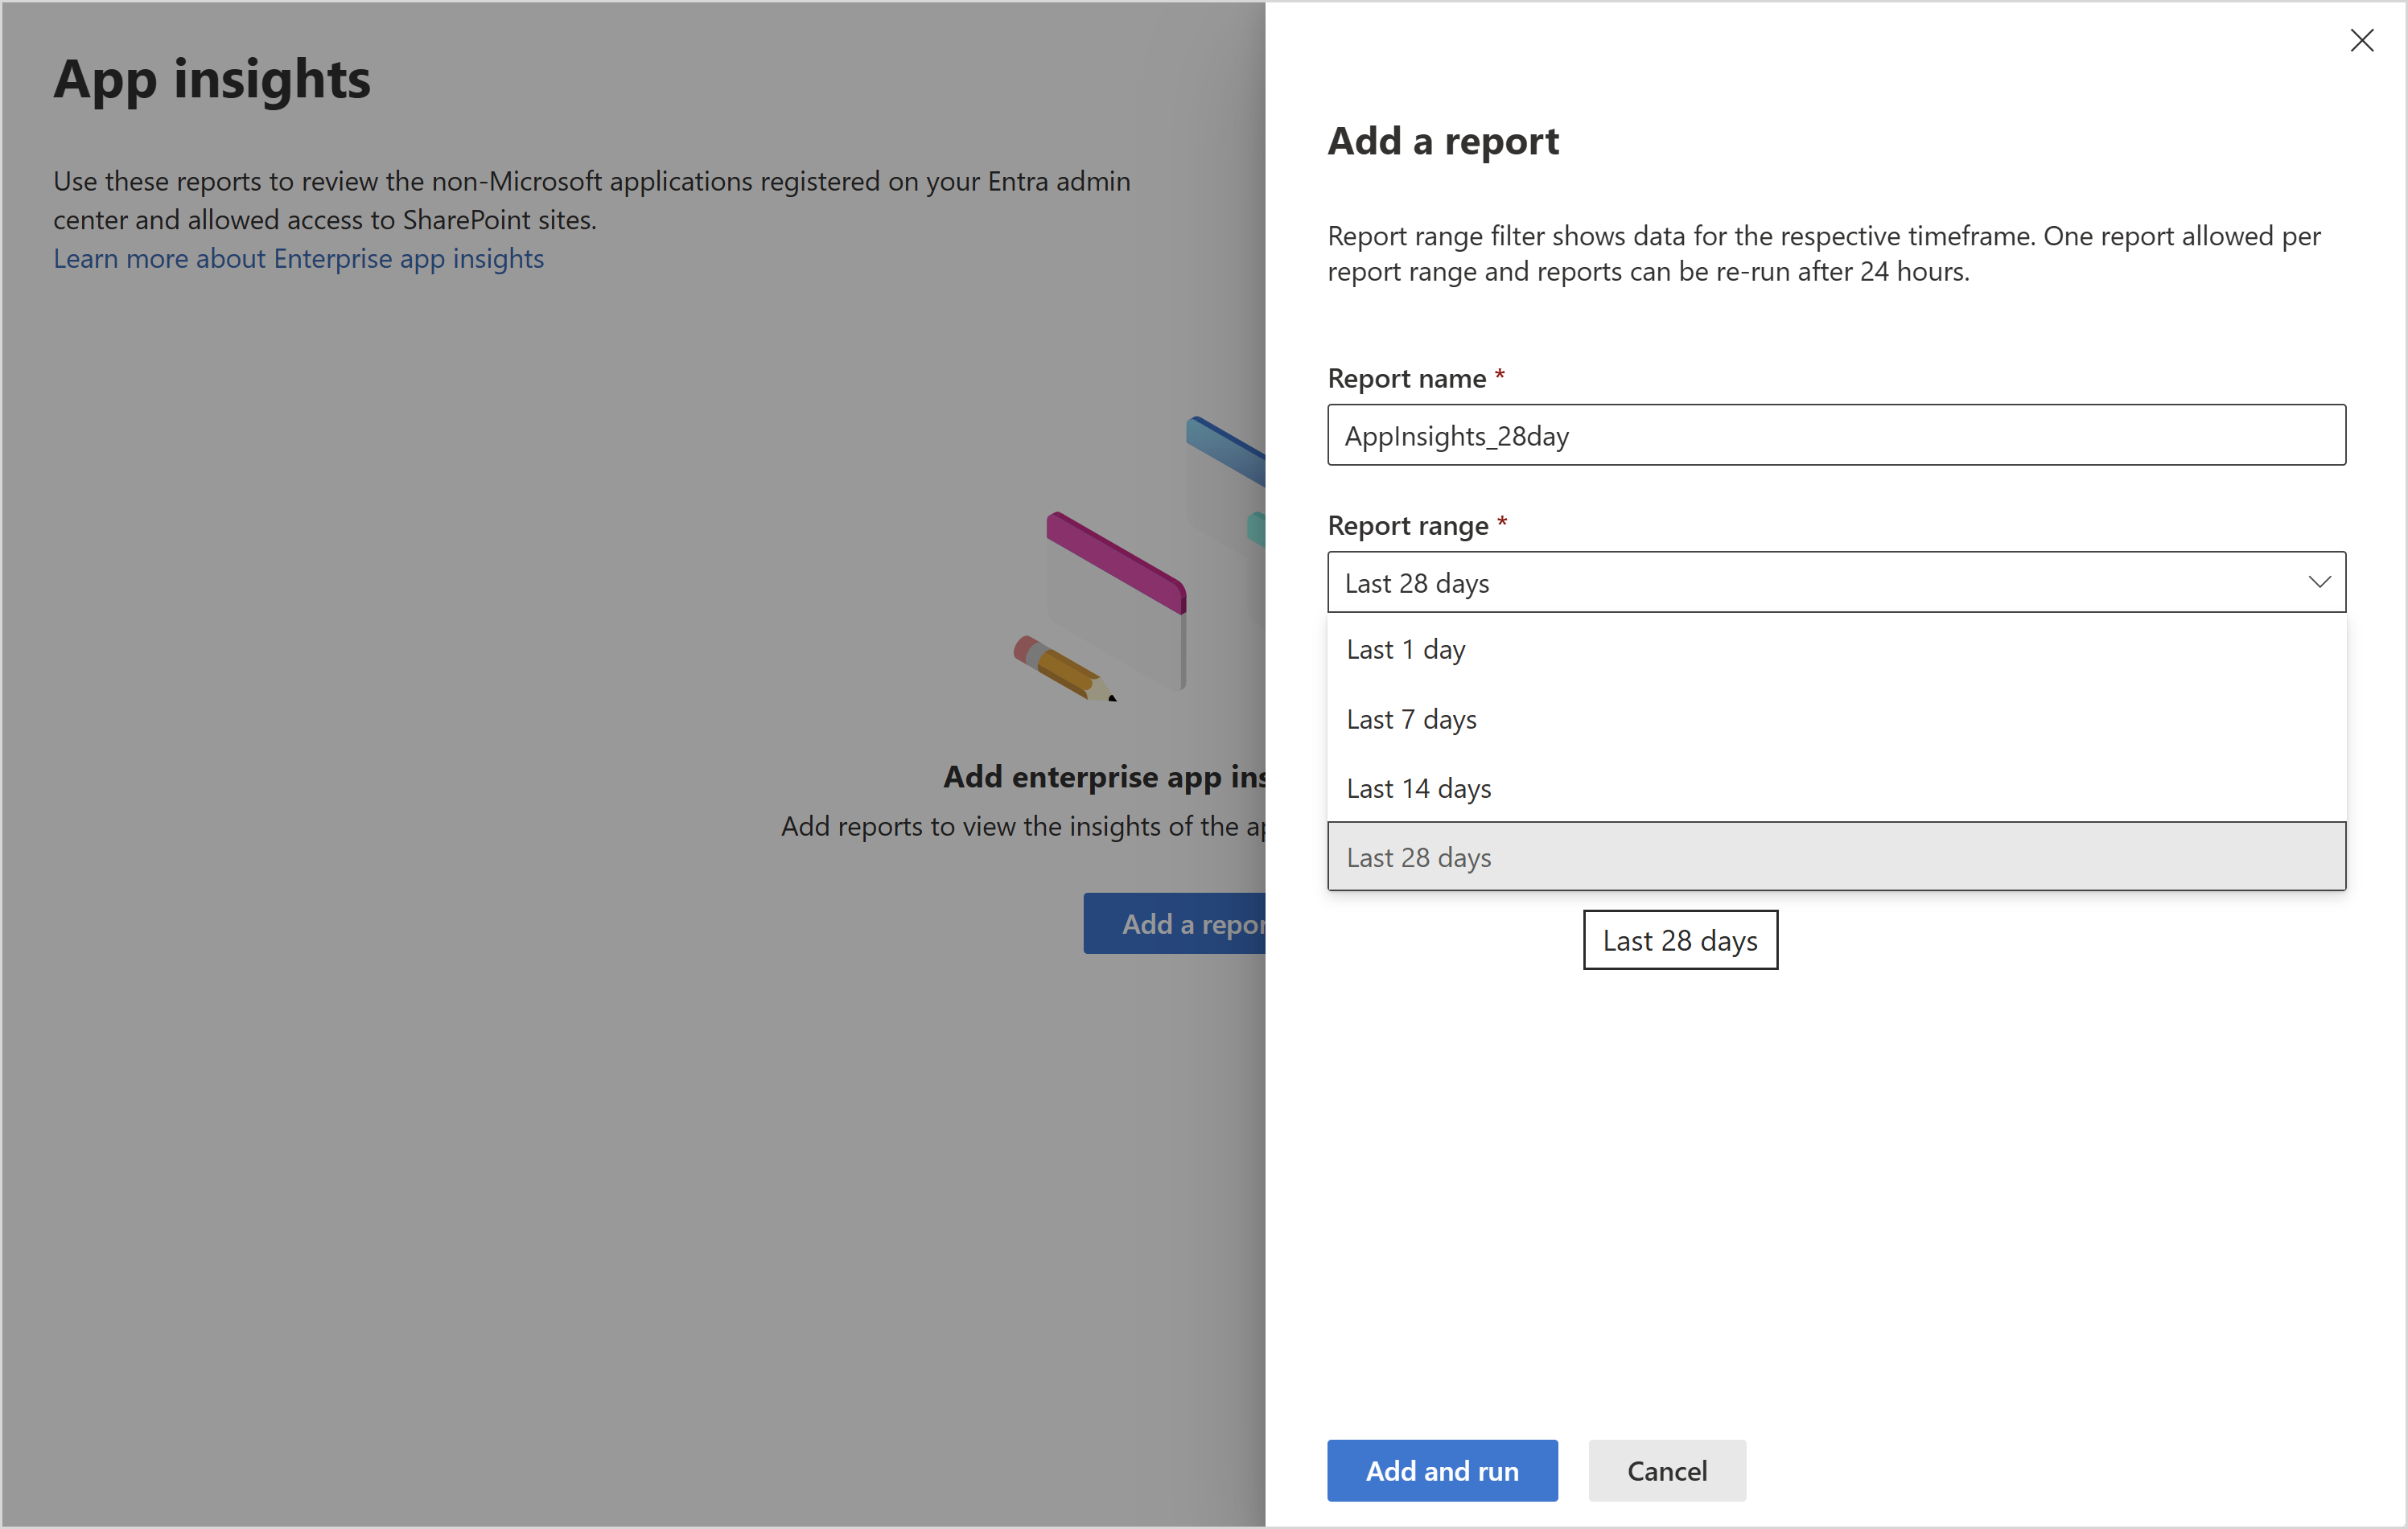 App insights
Use these reports to review the non-Microsoft applications registered on your Entra admin
center and allowed access to SharePoint sites.
Learn more about Enterprise app insights
Add enterprise app
Add reports to view the insights of the
Add a
Add a report
Report range filter shows data for the respective timeframe. One report allowed per
report range and reports can be re-run after 24 hours.
Report name *
AppInsights_28day
Report range *
Last 28 days
Last 1 day
Last 7 days
Last 14 days
Last 28 days
Last 28 days
Add and run
Cancel